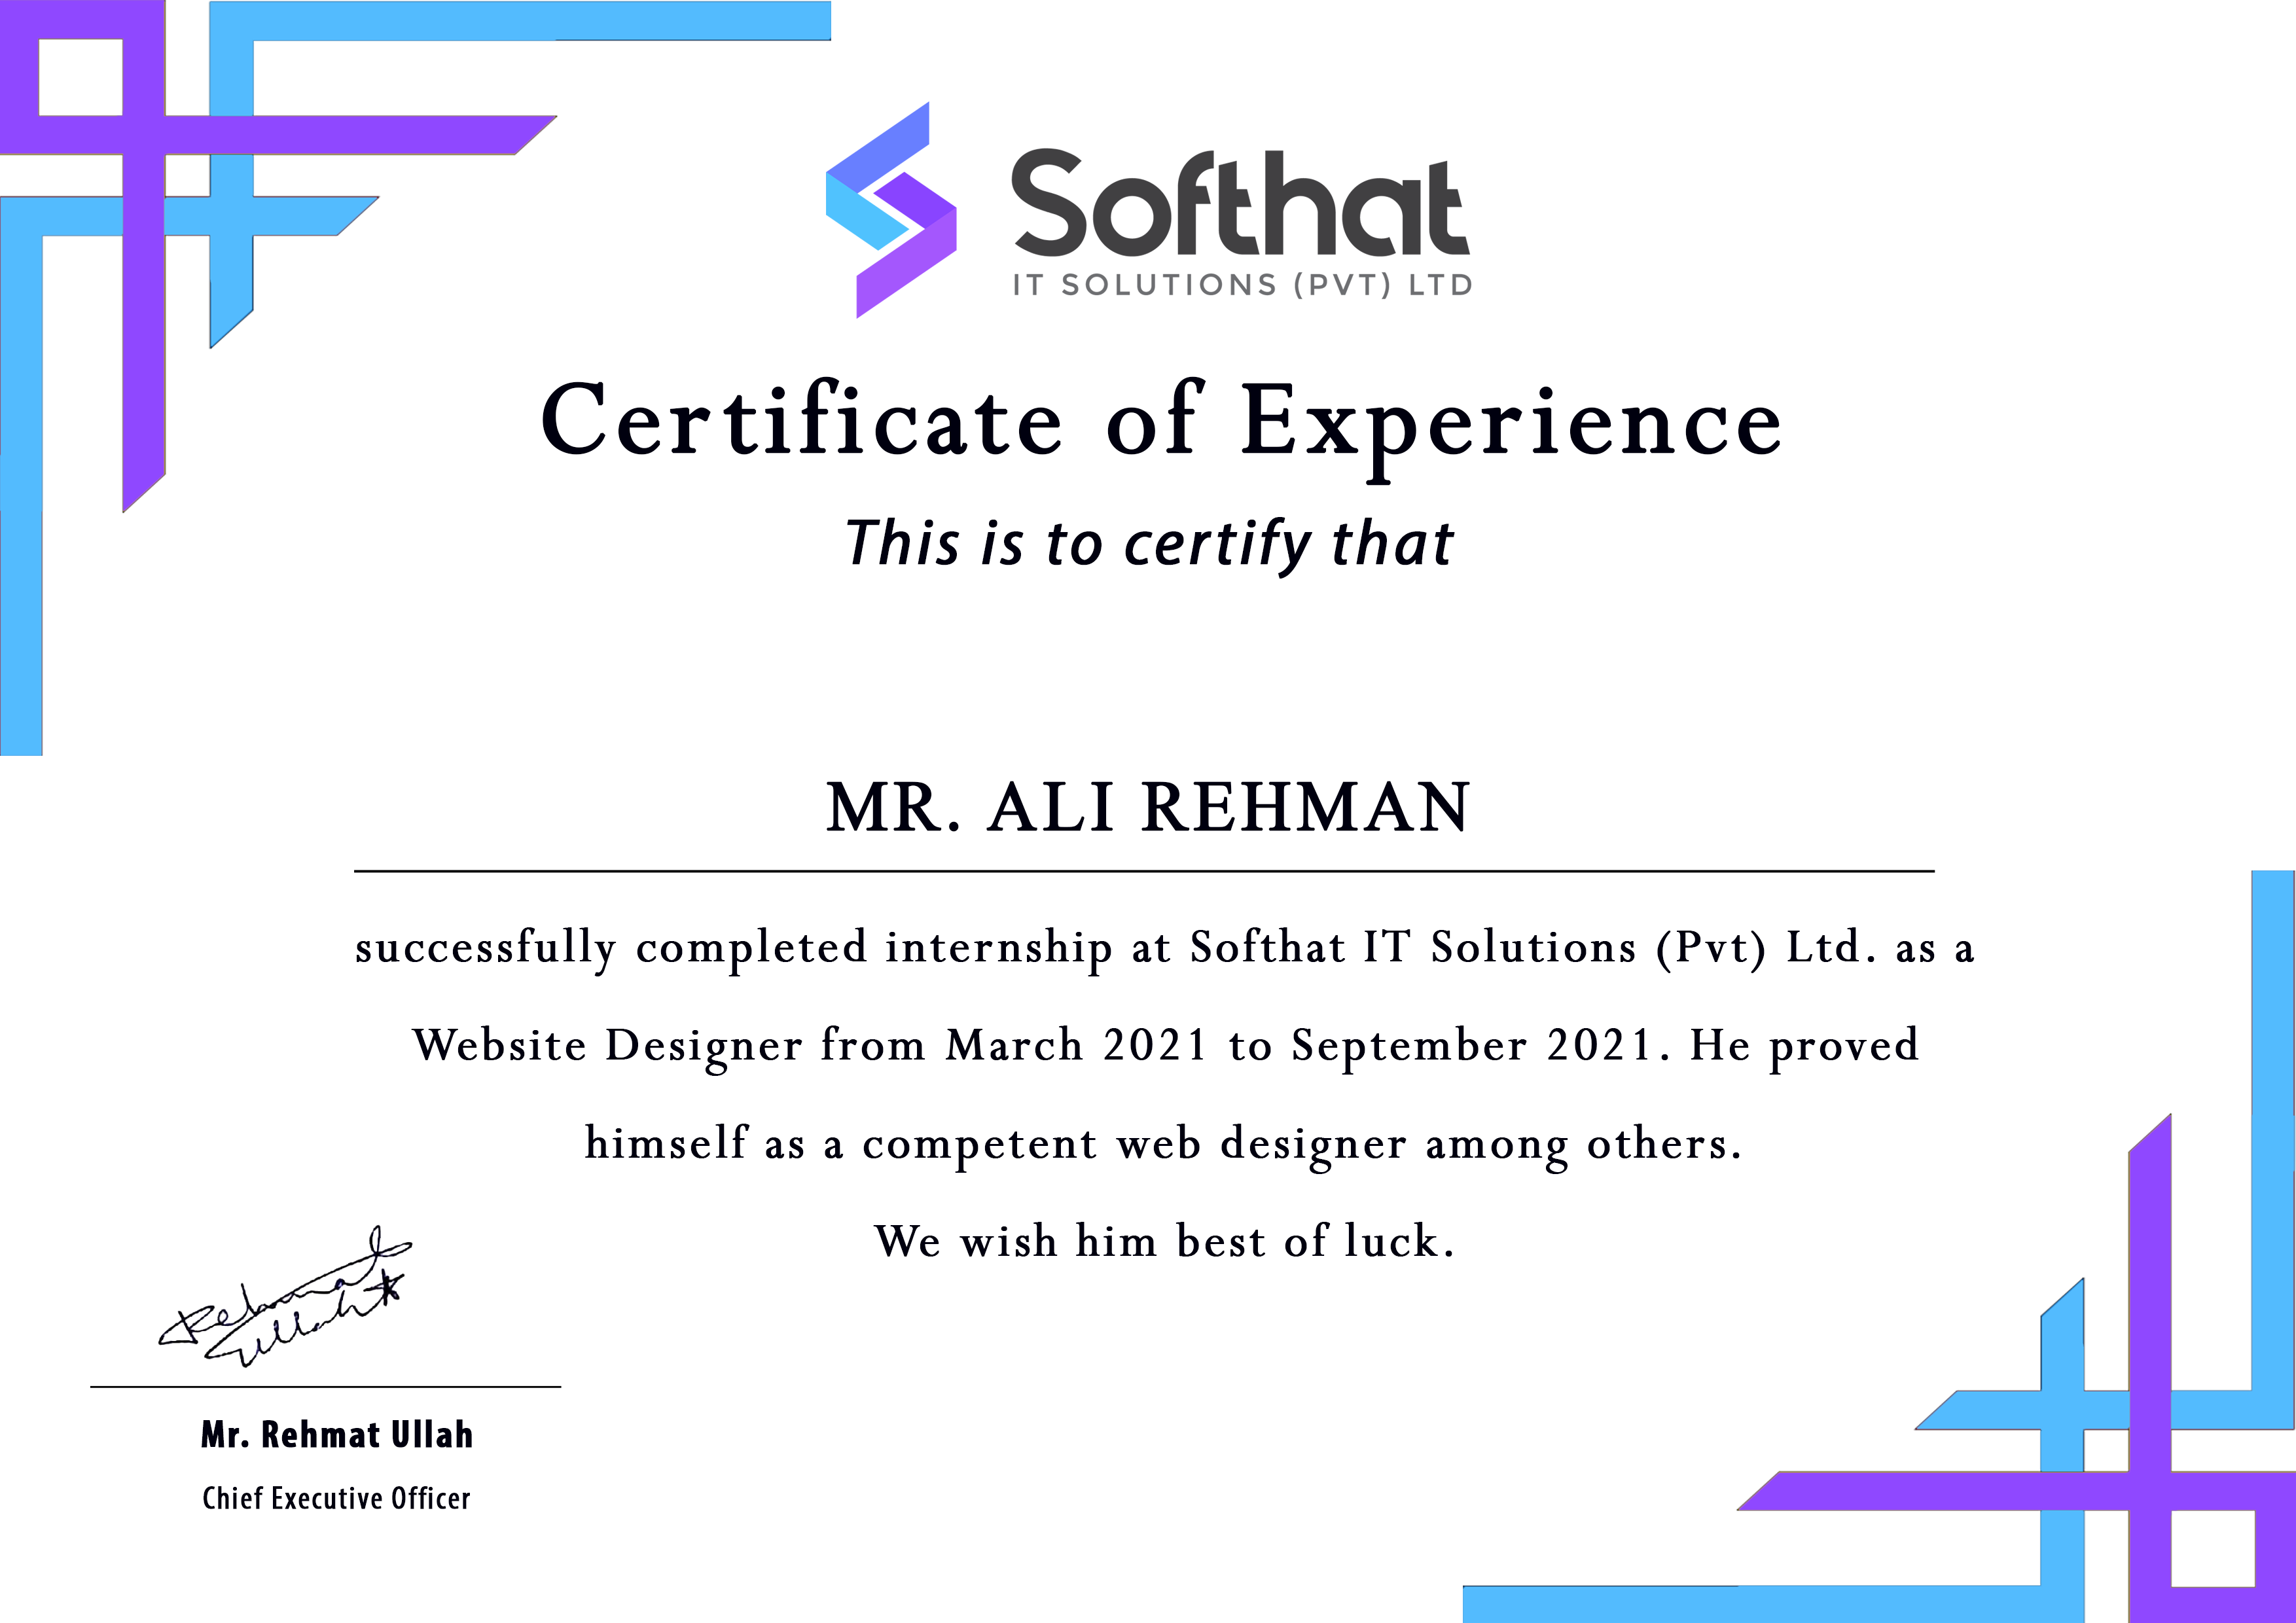 Softhat
IT SOLUTIONS (PVT) LTD
Certificate of Experience
This is to certify that
MR. ALI REHMAN
successfully completed internship at Softhat IT Solutions (Pvt) Ltd. as a
Website Designer from March 2021 to September 2021. He proved
himself as a competent web designer among others.
We wish him best of luck.
Rehmat
Ullah
Mr. Rehmat Ullah
Chief Executive Officer